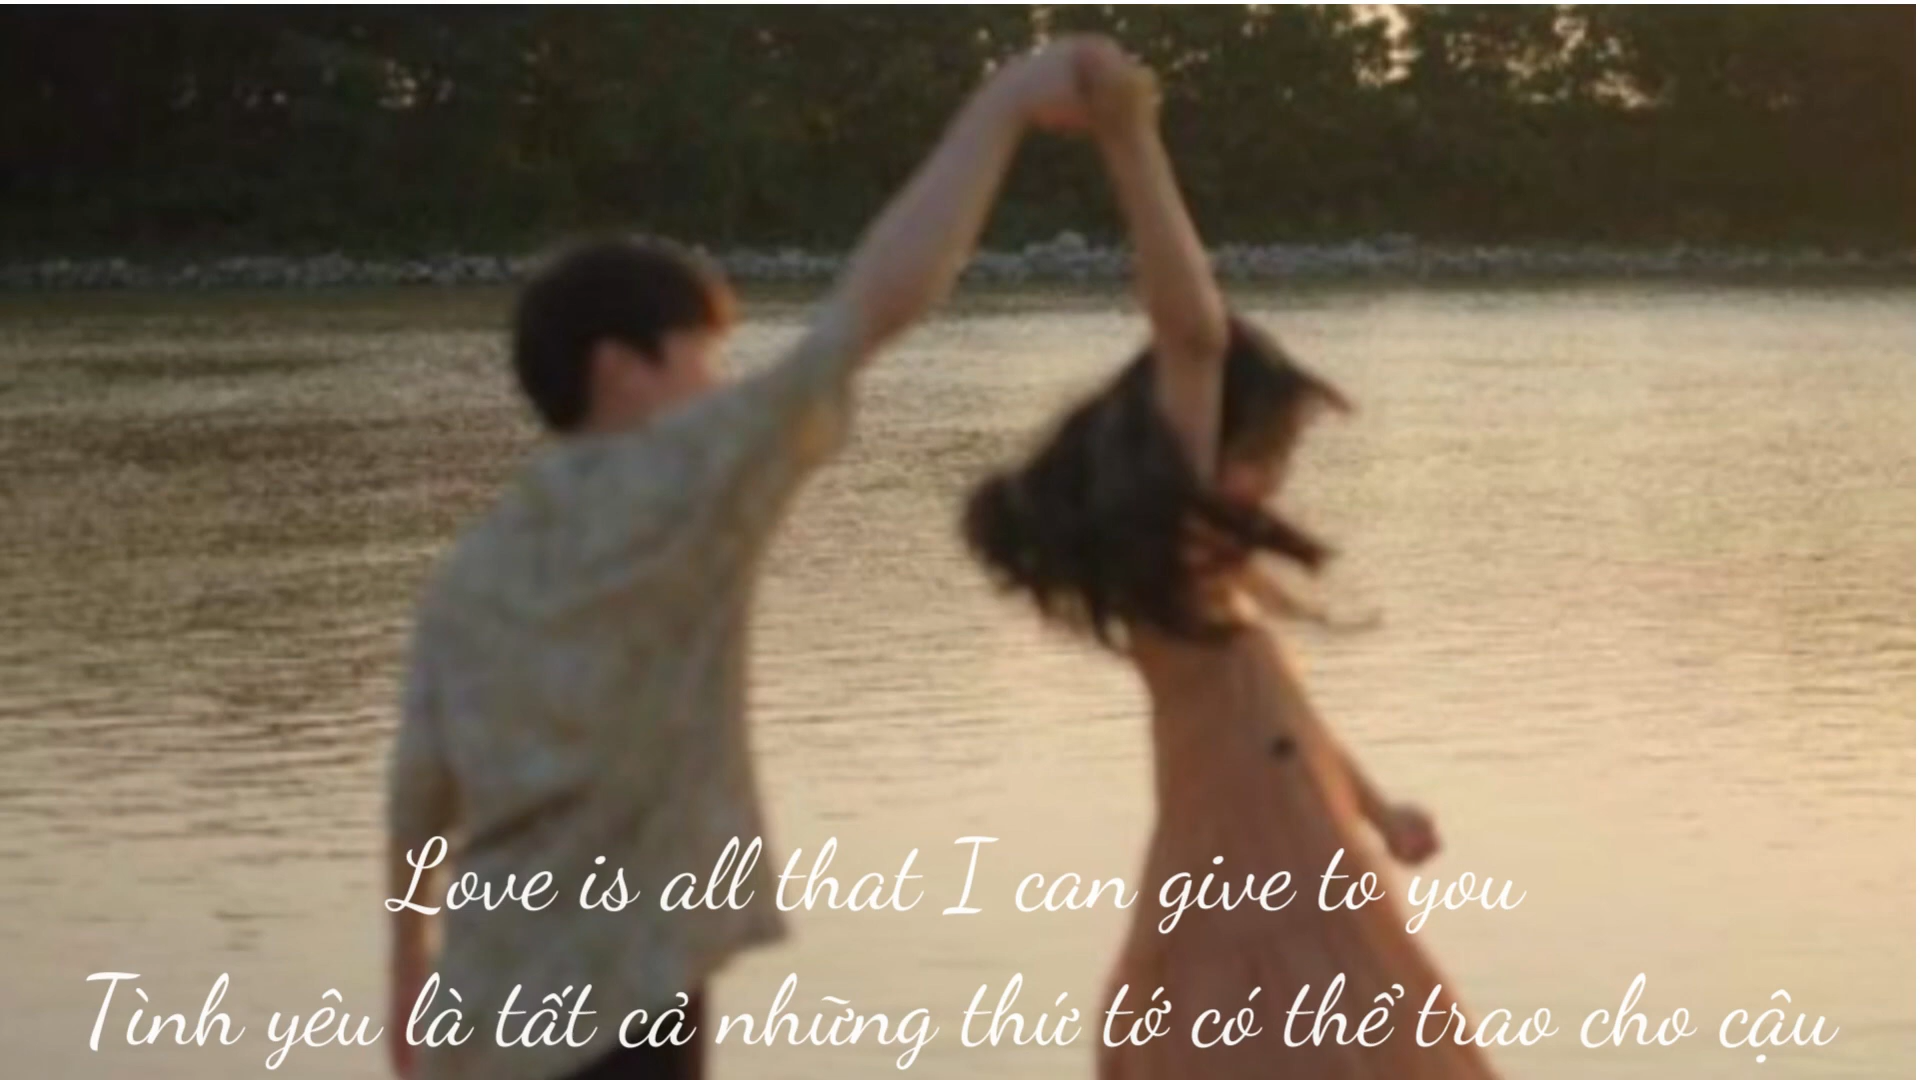 Love is all that I can give to you
Tình yêu là tất cả những thứ tớ có thể trao cho cậu